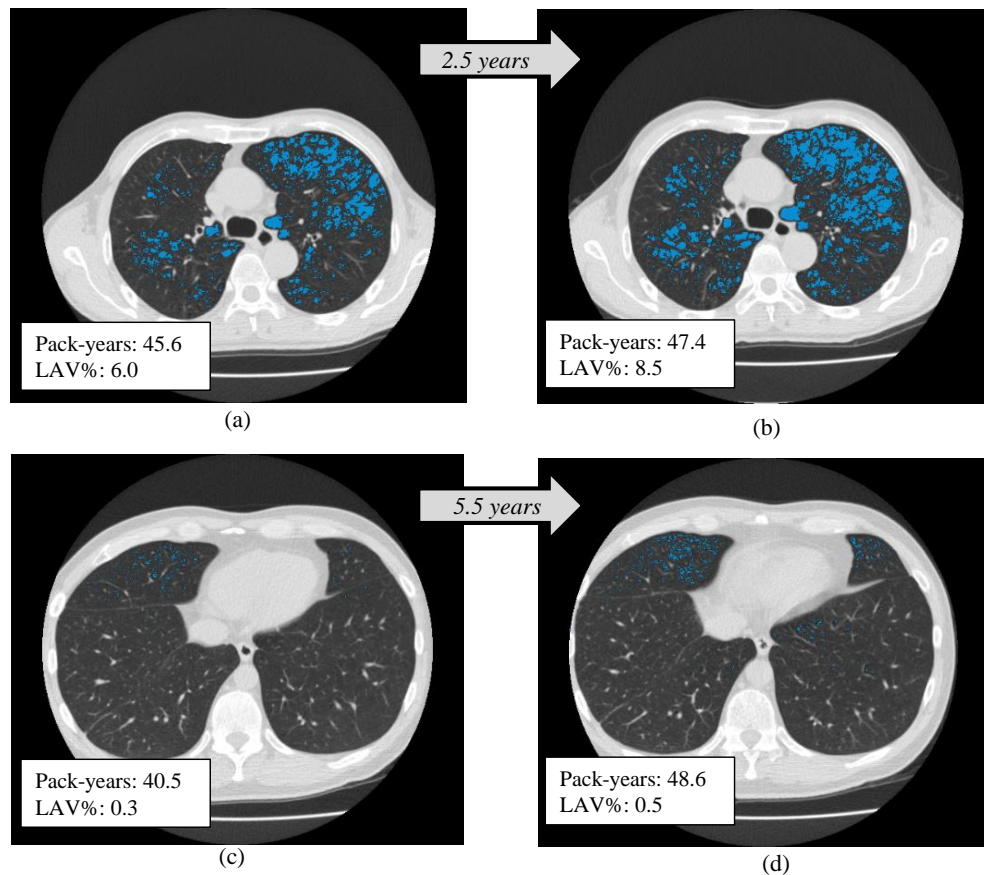 2.5 years
Pack-years: 45.6
LAV%: 6.0
Pack-years: 47.4
LAV%: 8.5
(a)
(b)
5.5 years
Pack-years: 40.5
LAV%: 0.3
Pack-years: 48.6
LAV%: 0.5
(c)
(d)